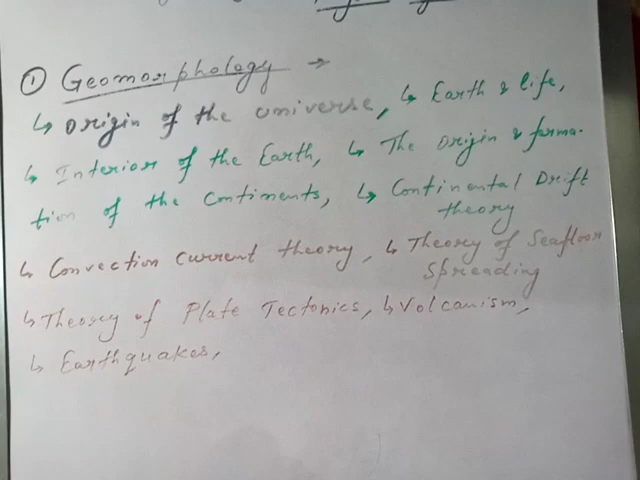 ① Geomorphology →
↳ Origin of the universe, ↳ Earth & life,
↳ Interior of the Earth, ↳ The Origin & forma-
tion of the Continents, ↳ Continental Drift
theory
↳ Convection Current theory, ↳ Theory of Seafloor
Spreading
↳ Theory of Plate Tectonics, ↳ Volcanism,
↳ Earthquakes,